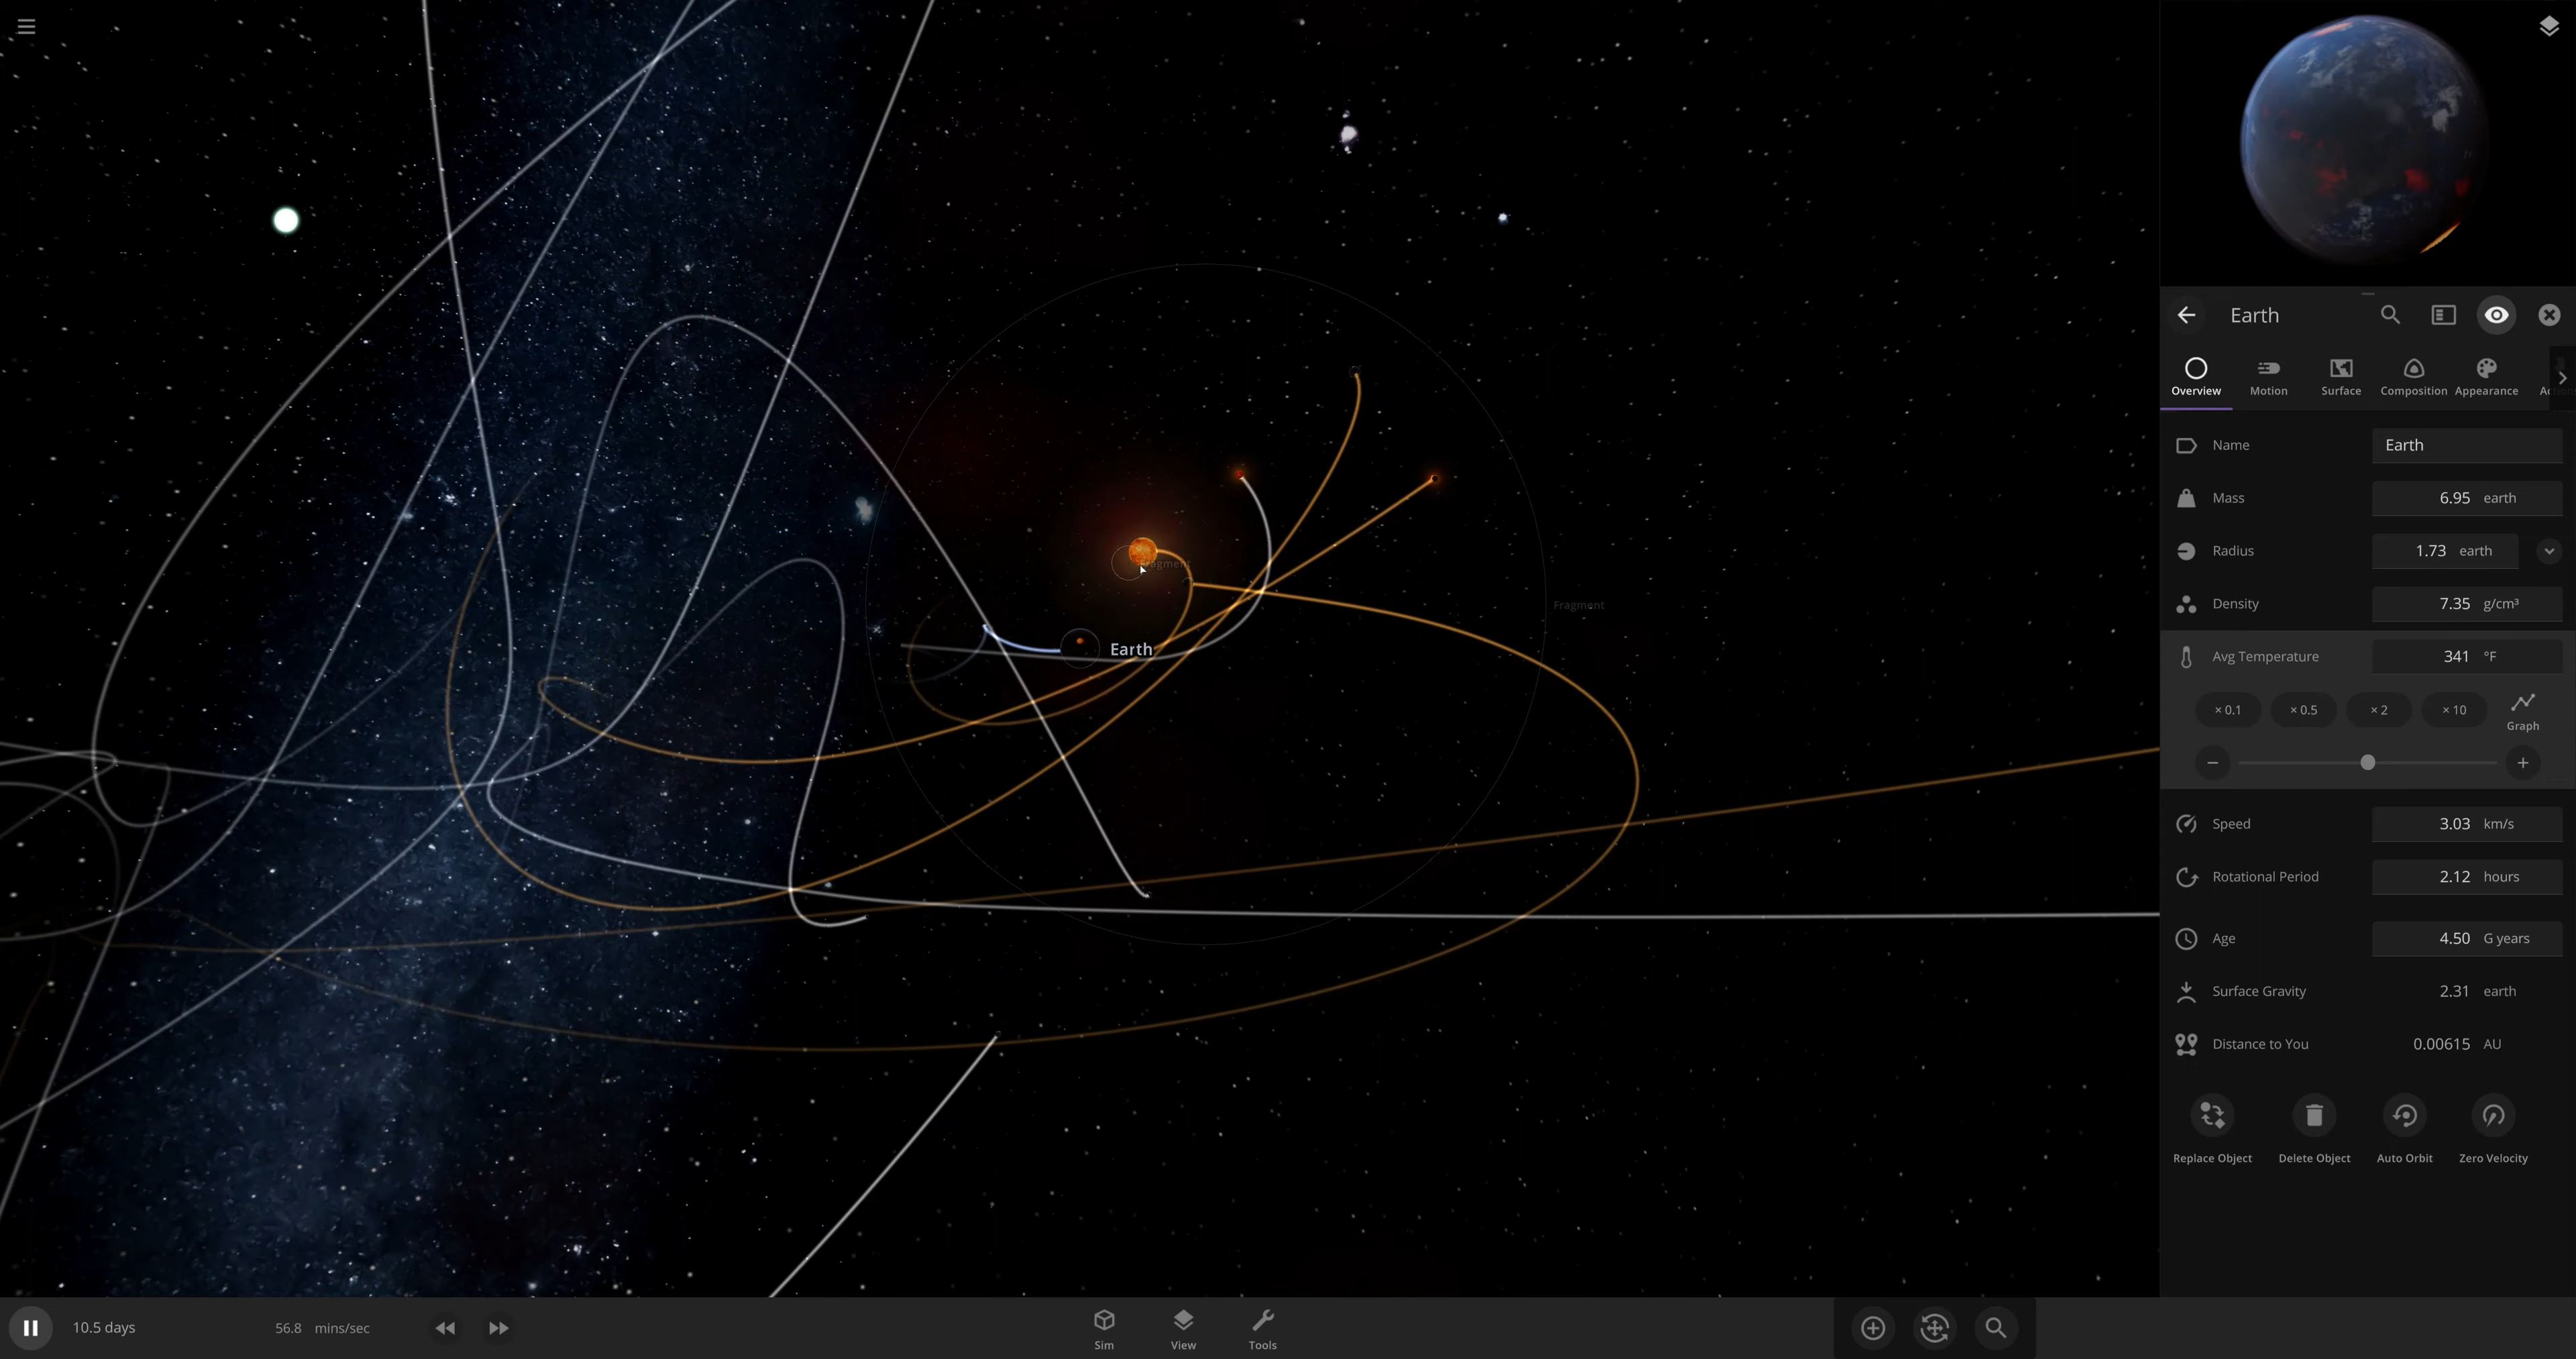 Earth
Overview
Motion
Surface
Composition
Appearance
Name
Earth
Mass
6.95 earth
Radius
1.73 earth
Density
7.35 g/cm³
Avg Temperature
341 °F
× 0.1
× 0.5
× 2
× 10
Graph
Speed
3.03 km/s
Rotational Period
2.12 hours
Age
4.50 G years
Surface Gravity
2.31 earth
Distance to You
0.00615 AU
Replace Object
Delete Object
Auto Orbit
Zero Velocity
Fragment
Fragment
Earth
10.5 days
56.8 mins/sec
Sim
View
Tools